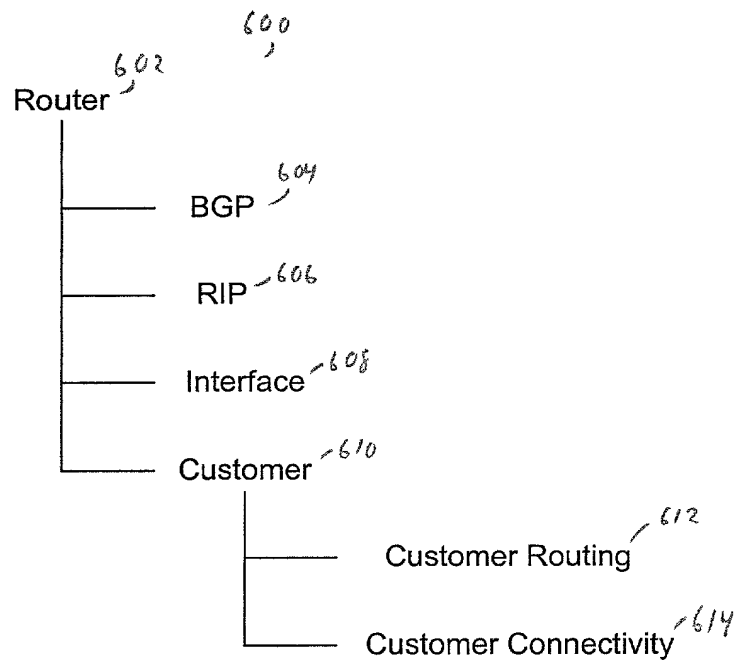 600
602
Router
604
BGP
606
RIP
608
Interface
610
Customer
612
Customer Routing
614
Customer Connectivity